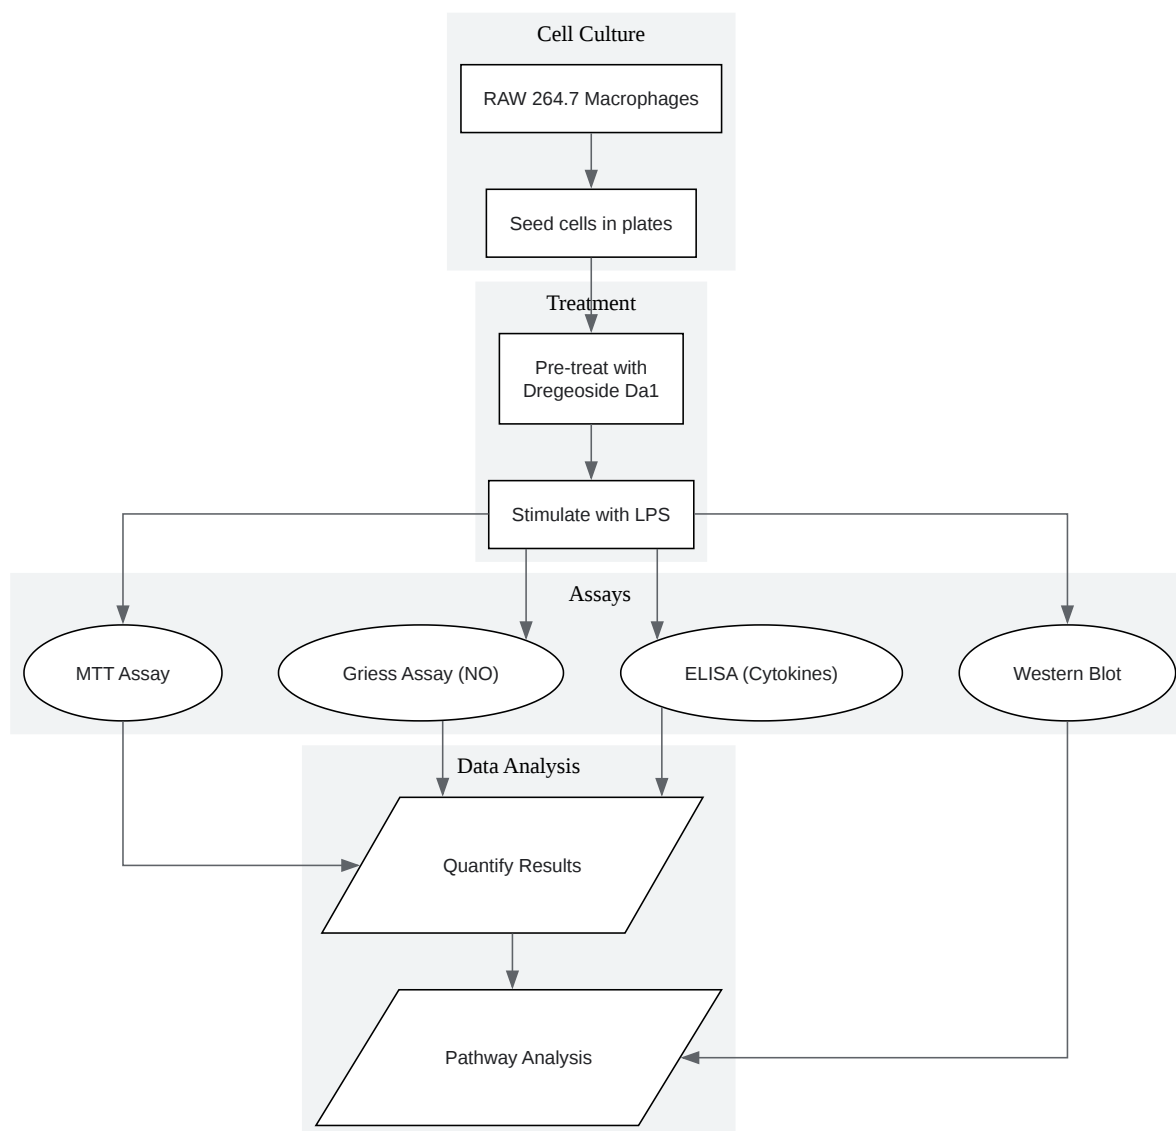 Cell Culture
RAW 264.7 Macrophages
Seed cells in plates
Treatment
Pre-treat with
Dregeoside Da1
Stimulate with LPS
Assays
MTT Assay
Griess Assay (NO)
ELISA (Cytokines)
Western Blot
Data Analysis
Quantify Results
Pathway Analysis